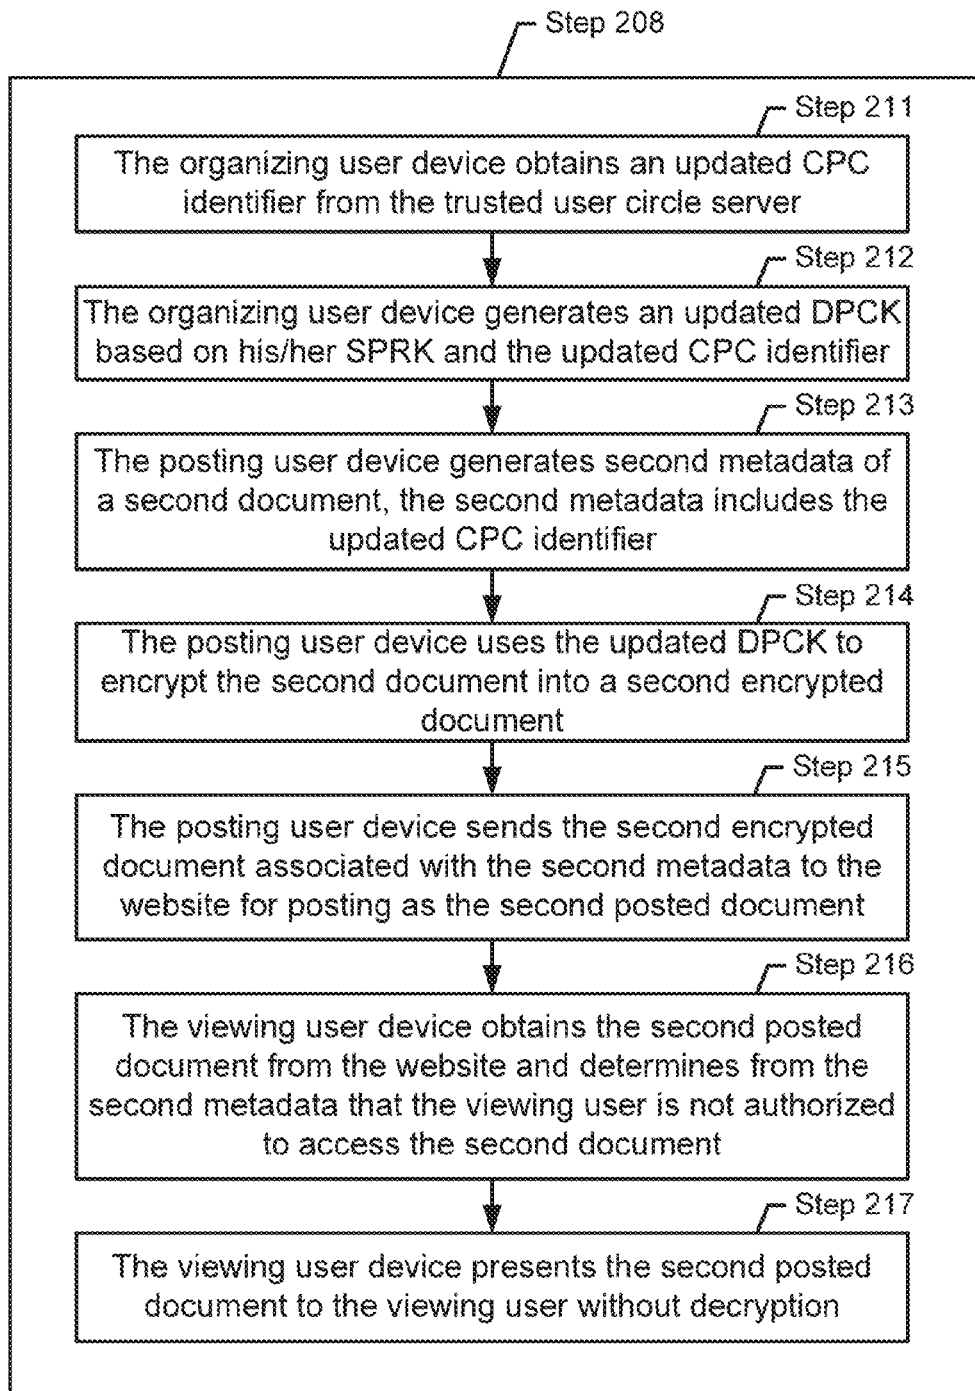 Step 208
Step 211
The organizing user device obtains an updated CPC
identifier from the trusted user circle server
Step 212
The organizing user device generates an updated DPCK
based on his/her SPRK and the updated CPC identifier
Step 213
The posting user device generates second metadata of
a second document, the second metadata includes the
updated CPC identifier
Step 214
The posting user device uses the updated DPCK to
encrypt the second document into a second encrypted
document
Step 215
The posting user device sends the second encrypted
document associated with the second metadata to the
website for posting as the second posted document
Step 216
The viewing user device obtains the second posted
document from the website and determines from the
second metadata that the viewing user is not authorized
to access the second document
Step 217
The viewing user device presents the second posted
document to the viewing user without decryption